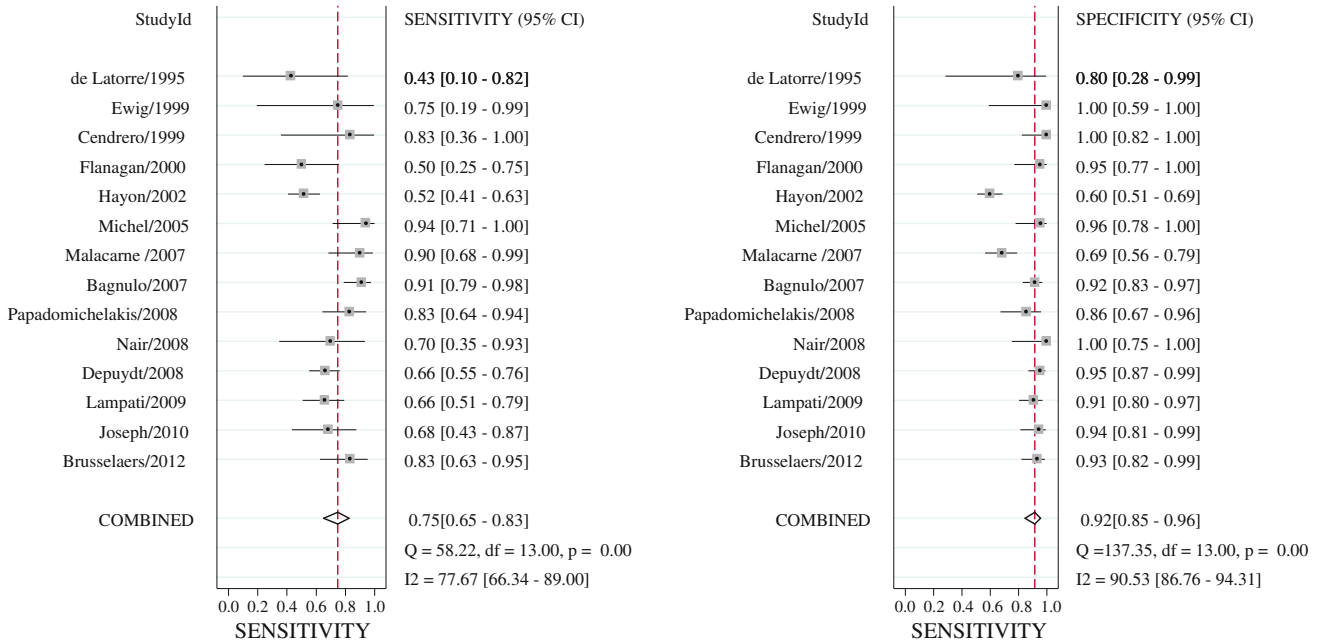 StudyId SENSITIVITY (95% CI)
de Latorre/1995 0.43 [0.10 - 0.82]
Ewig/1999 0.75 [0.19 - 0.99]
Cendrero/1999 0.83 [0.36 - 1.00]
Flanagan/2000 0.50 [0.25 - 0.75]
Hayon/2002 0.52 [0.41 - 0.63]
Michel/2005 0.94 [0.71 - 1.00]
Malacarne /2007 0.90 [0.68 - 0.99]
Bagnulo/2007 0.91 [0.79 - 0.98]
Papadomichelakis/2008 0.83 [0.64 - 0.94]
Nair/2008 0.70 [0.35 - 0.93]
Depuydt/2008 0.66 [0.55 - 0.76]
Lampati/2009 0.66 [0.51 - 0.79]
Joseph/2010 0.68 [0.43 - 0.87]
Brusselaers/2012 0.83 [0.63 - 0.95]
COMBINED 0.75[0.65 - 0.83]
Q = 58.22, df = 13.00, p = 0.00
I2 = 77.67 [66.34 - 89.00]
0.0 0.2 0.4 0.6 0.8 1.0
SENSITIVITY
StudyId SPECIFICITY (95% CI)
de Latorre/1995 0.80 [0.28 - 0.99]
Ewig/1999 1.00 [0.59 - 1.00]
Cendrero/1999 1.00 [0.82 - 1.00]
Flanagan/2000 0.95 [0.77 - 1.00]
Hayon/2002 0.60 [0.51 - 0.69]
Michel/2005 0.96 [0.78 - 1.00]
Malacarne /2007 0.69 [0.56 - 0.79]
Bagnulo/2007 0.92 [0.83 - 0.97]
Papadomichelakis/2008 0.86 [0.67 - 0.96]
Nair/2008 1.00 [0.75 - 1.00]
Depuydt/2008 0.95 [0.87 - 0.99]
Lampati/2009 0.91 [0.80 - 0.97]
Joseph/2010 0.94 [0.81 - 0.99]
Brusselaers/2012 0.93 [0.82 - 0.99]
COMBINED 0.92[0.85 - 0.96]
Q =137.35, df = 13.00, p = 0.00
I2 = 90.53 [86.76 - 94.31]
0.0 0.2 0.4 0.6 0.8 1.0
SPECIFICITY